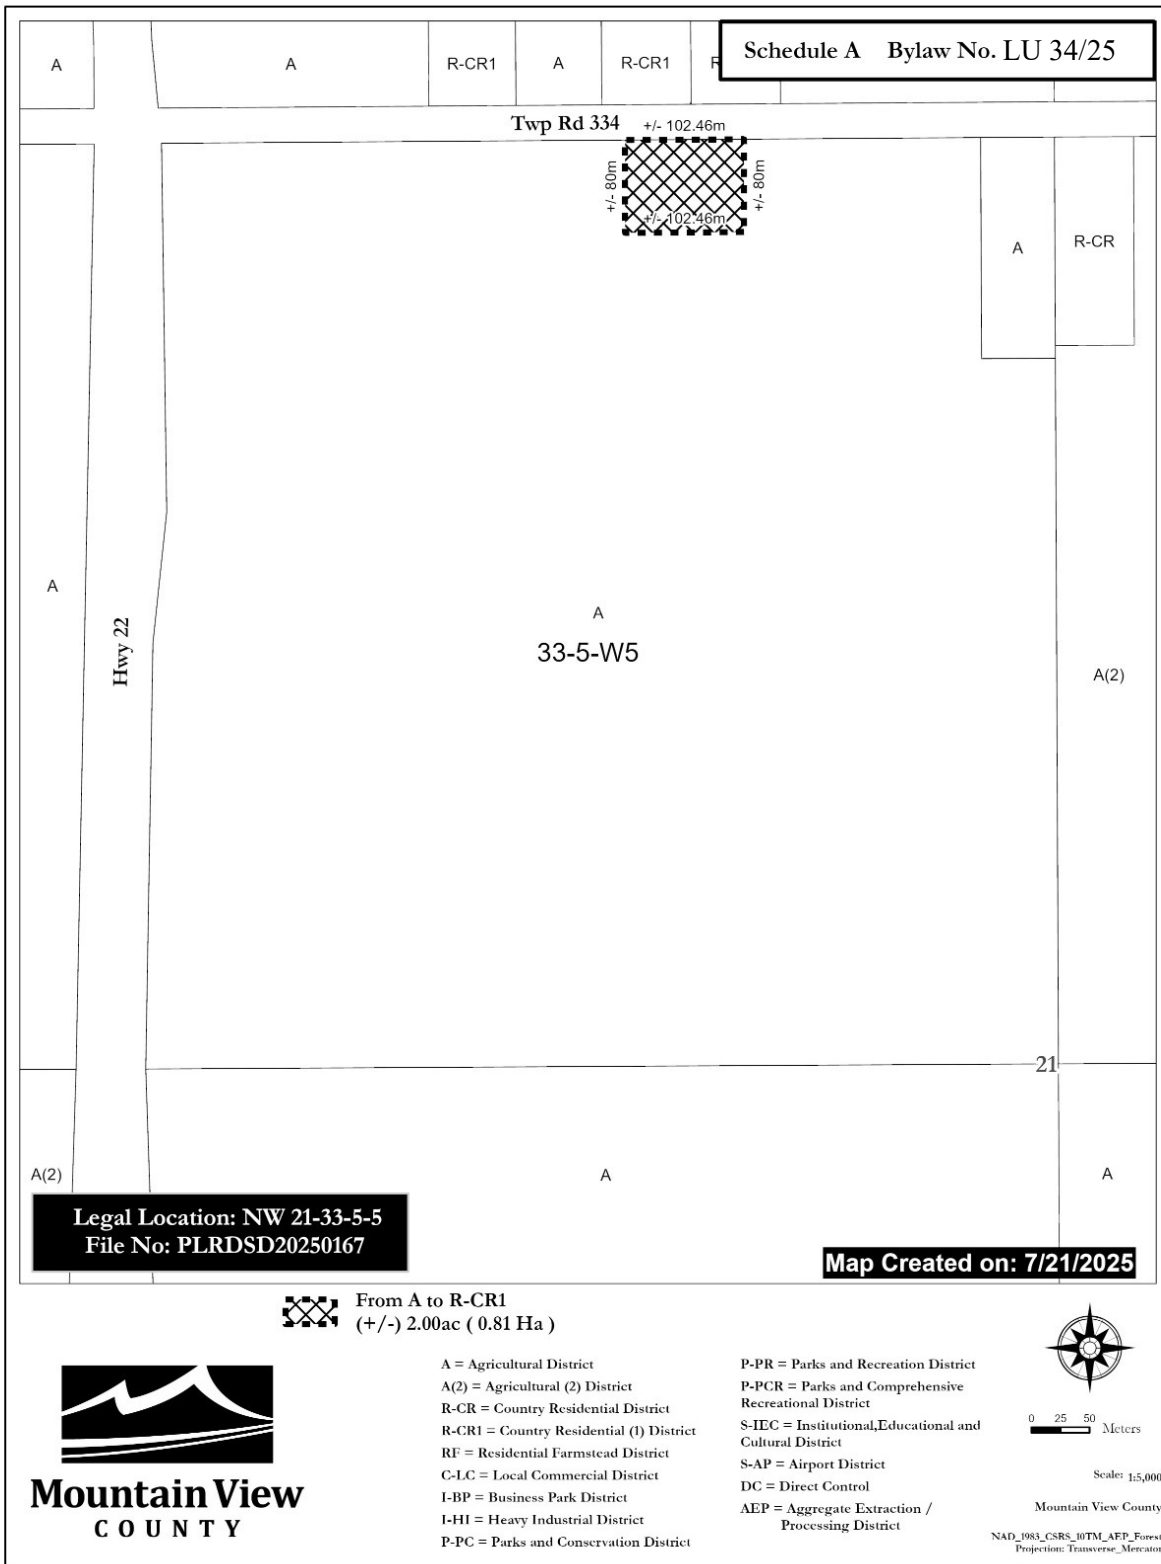 Schedule A Bylaw No. LU 34/25
A
A
R-CR1
A
R-CR1
Twp Rd 334
+/- 102.46m
+/- 80m
+/- 80m
+/- 102.46m
A
R-CR
A
Hwy 22
A
33-5-W5
A(2)
21
A(2)
A
A
Legal Location: NW 21-33-5-5
File No: PLRDSD20250167
Map Created on: 7/21/2025
From A to R-CR1
(+/-) 2.00ac ( 0.81 Ha )
A = Agricultural District
A(2) = Agricultural (2) District
R-CR = Country Residential District
R-CR1 = Country Residential (1) District
RF = Residential Farmstead District
C-LC = Local Commercial District
I-BP = Business Park District
I-HI = Heavy Industrial District
P-PC = Parks and Conservation District
P-PR = Parks and Recreation District
P-PCR = Parks and Comprehensive
Recreational District
S-IEC = Institutional,Educational and
Cultural District
S-AP = Airport District
DC = Direct Control
AEP = Aggregate Extraction /
Processing District
0 25 50
Meters
Scale: 1:5,000
Mountain View County
NAD_1983_CSRS_10TM_AEP_Forest
Projection: Transverse_Mercator
Mountain View
COUNTY